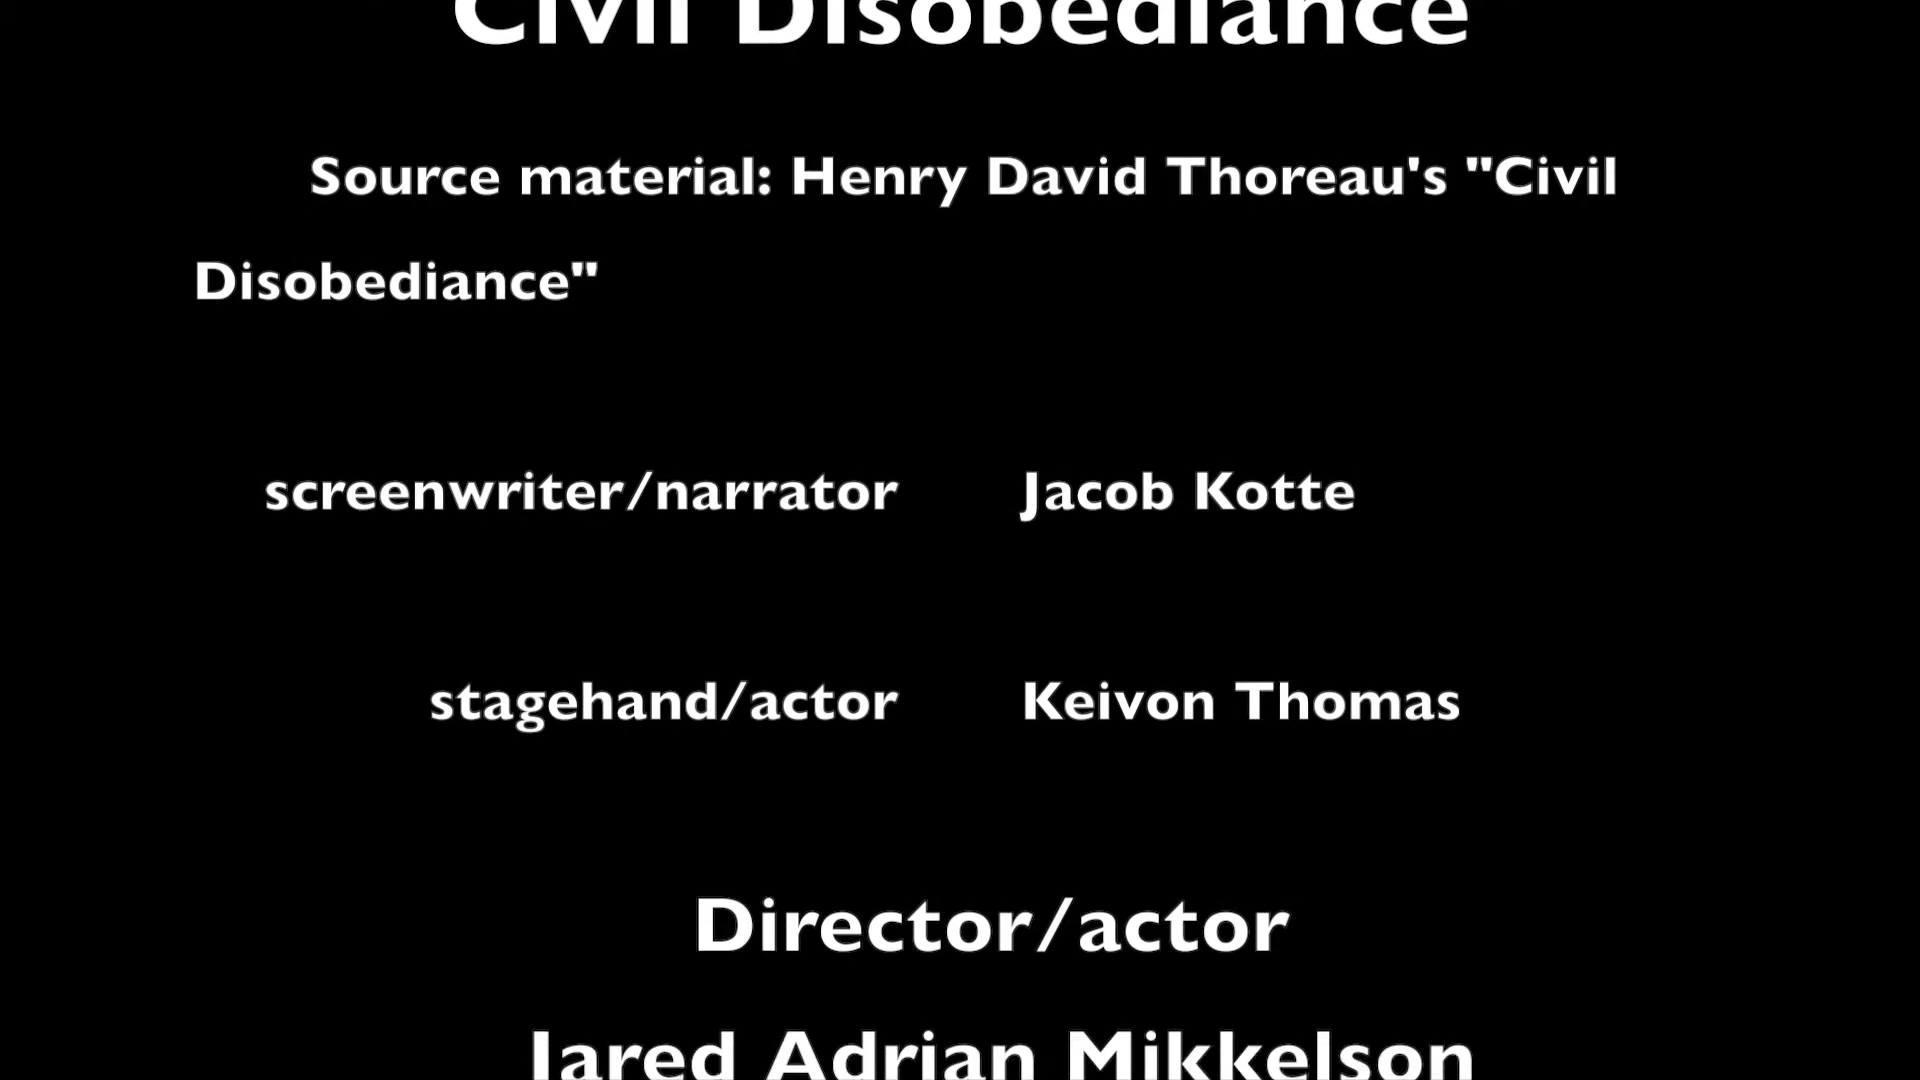 Civil Disobediance
Source material: Henry David Thoreau's "Civil
Disobediance"
screenwriter/narrator Jacob Kotte
stagehand/actor Keivon Thomas
Director/actor
Jared Adrian Mikkelson